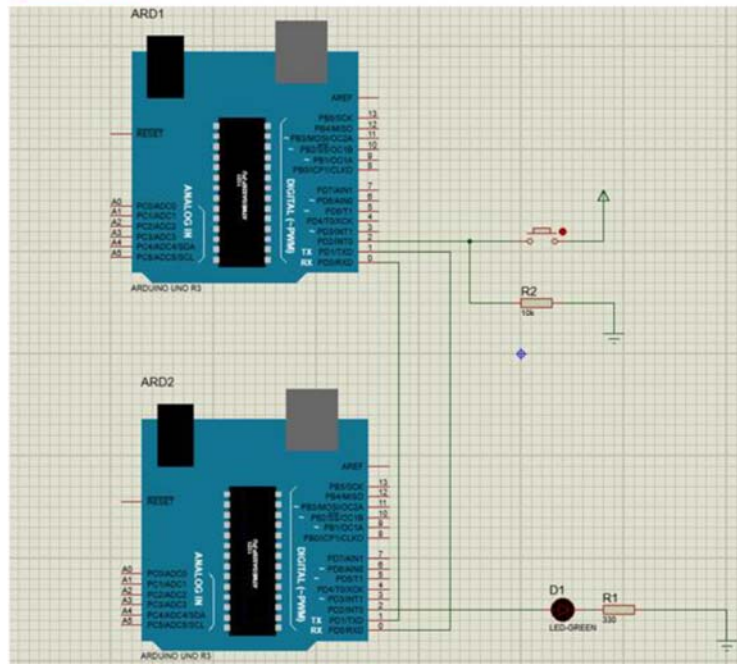 ARD1
AREF
RESET
13
PB5/SCK
12
PB4/MISO
11
~ PB3/MOSI/OC2A
10
~ PB2/SS/OC1B
9
~ PB1/OC1A
8
PB0/ICP1/CLKO
ANALOG IN
DIGITAL (~PWM)
7
PD7/AIN1
6
~ PD6/AIN0
5
~ PD5/T1
4
PD4/T0/XCK
3
~ PD3/INT1
2
PD2/INT0
1
TX PD1/TXD
0
RX PD0/RXD
A0 PC0/ADC0
A1 PC1/ADC1
A2 PC2/ADC2
A3 PC3/ADC3
A4 PC4/ADC4/SDA
A5 PC5/ADC5/SCL
ARDUINO UNO R3
R2
10k
ARD2
AREF
RESET
13
PB5/SCK
12
PB4/MISO
11
~ PB3/MOSI/OC2A
10
~ PB2/SS/OC1B
9
~ PB1/OC1A
8
PB0/ICP1/CLKO
ANALOG IN
DIGITAL (~PWM)
7
PD7/AIN1
6
~ PD6/AIN0
5
~ PD5/T1
4
PD4/T0/XCK
3
~ PD3/INT1
2
PD2/INT0
1
TX PD1/TXD
0
RX PD0/RXD
A0 PC0/ADC0
A1 PC1/ADC1
A2 PC2/ADC2
A3 PC3/ADC3
A4 PC4/ADC4/SDA
A5 PC5/ADC5/SCL
ARDUINO UNO R3
D1
LED-GREEN
R1
330